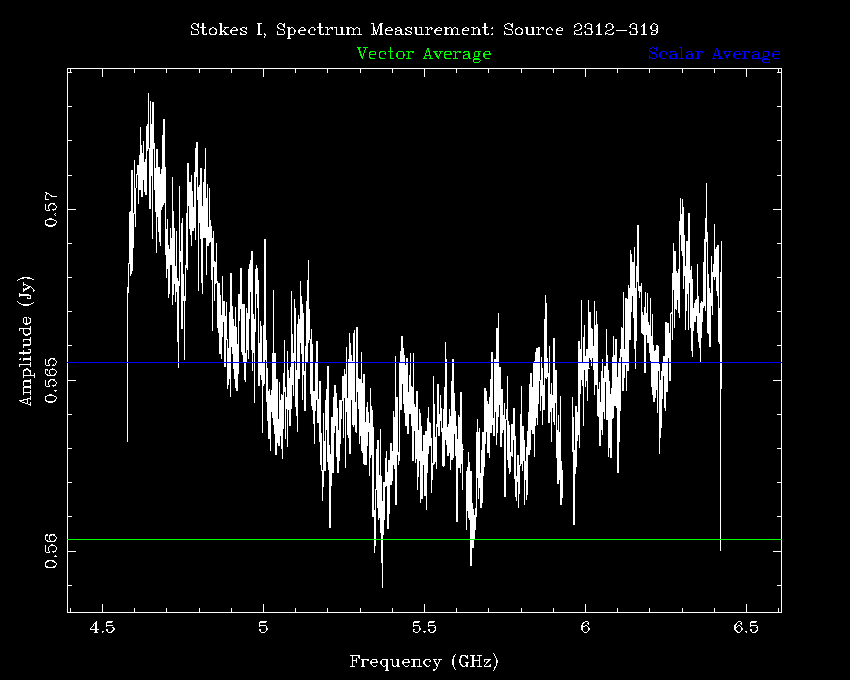 Stokes I, Spectrum Measurement: Source 2312-319
Vector Average Scalar Average
Amplitude (Jy)
0.57
0.565
0.56
4.5 5 5.5 6 6.5
Frequency (GHz)